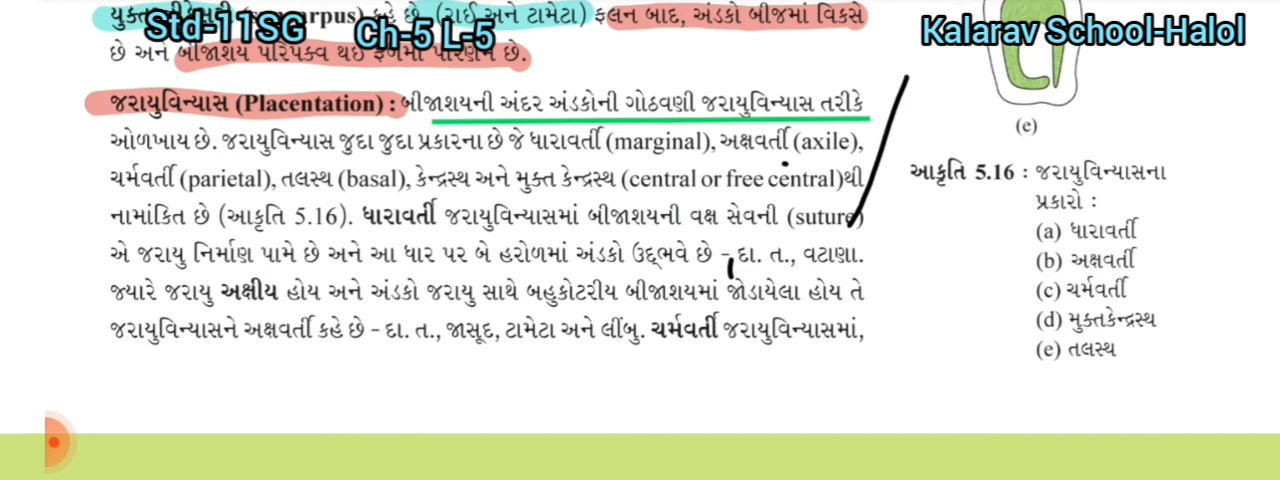 યુક્ત
કહે છે. (રાઈ અને ટામેટા) ફલન બાદ, અંડકો બીજમાં વિકસે
Std-11SG Ch-5 L-5 Kalarav School-Halol
છે અને બીજાશય પરિપક્વ થઈ ફળમાં પરિણમે છે.
જરાયુવિન્યાસ (Placentation) : બીજાશયની અંદર અંડકોની ગોઠવણી જરાયુવિન્યાસ તરીકે
ઓળખાય છે. જરાયુવિન્યાસ જુદા જુદા પ્રકારના છે જે ધારાવર્તી (marginal), અક્ષવર્તી (axile),
ચર્મવર્તી (parietal), તલસ્થ (basal), કેન્દ્રસ્થ અને મુક્ત કેન્દ્રસ્થ (central or free central)થી
નામાંકિત છે (આકૃતિ 5.16). ધારાવર્તી જરાયુવિન્યાસમાં બીજાશયની વક્ષ સેવની (suture)
એ જરાયુ નિર્માણ પામે છે અને આ ધાર પર બે હરોળમાં અંડકો ઉદ્ભવે છે – દા. ત., વટાણા.
જ્યારે જરાયુ અક્ષીય હોય અને અંડકો જરાયુ સાથે બહુકોટરીય બીજાશયમાં જોડાયેલા હોય તે
જરાયુવિન્યાસને અક્ષવર્તી કહે છે – દા. ત., જાસૂદ, ટામેટા અને લીંબુ. ચર્મવર્તી જરાયુવિન્યાસમાં,
(e)
આકૃતિ 5.16 : જરાયુવિન્યાસના
પ્રકારો :
(a) ધારાવર્તી
(b) અક્ષવર્તી
(c) ચર્મવર્તી
(d) મુક્તકેન્દ્રસ્થ
(e) તલસ્થ